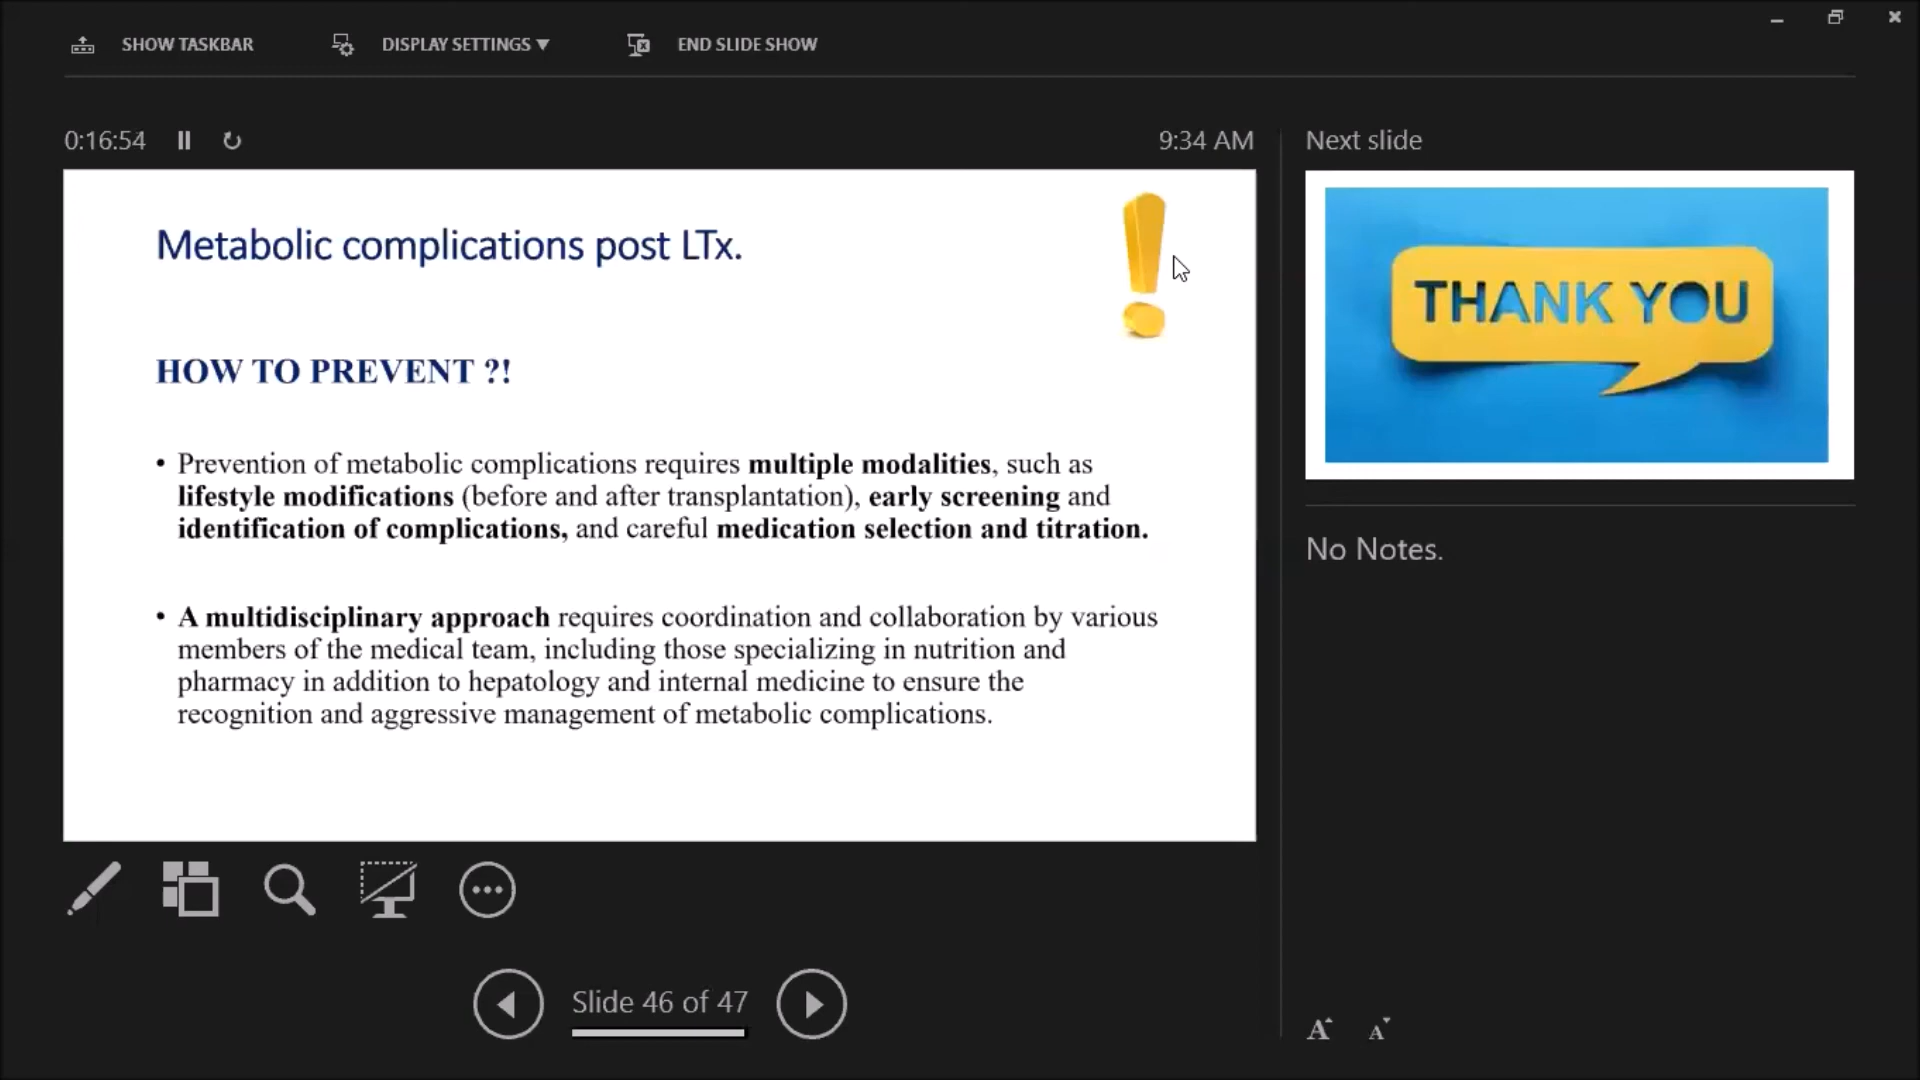 SHOW TASKBAR
DISPLAY SETTINGS ▼
END SLIDE SHOW
0:16:54
9:34 AM
Metabolic complications post LTx.
HOW TO PREVENT ?!
• Prevention of metabolic complications requires multiple modalities, such as
lifestyle modifications (before and after transplantation), early screening and
identification of complications, and careful medication selection and titration.
• A multidisciplinary approach requires coordination and collaboration by various
members of the medical team, including those specializing in nutrition and
pharmacy in addition to hepatology and internal medicine to ensure the
recognition and aggressive management of metabolic complications.
Slide 46 of 47
Next slide
THANK YOU
No Notes.
A A